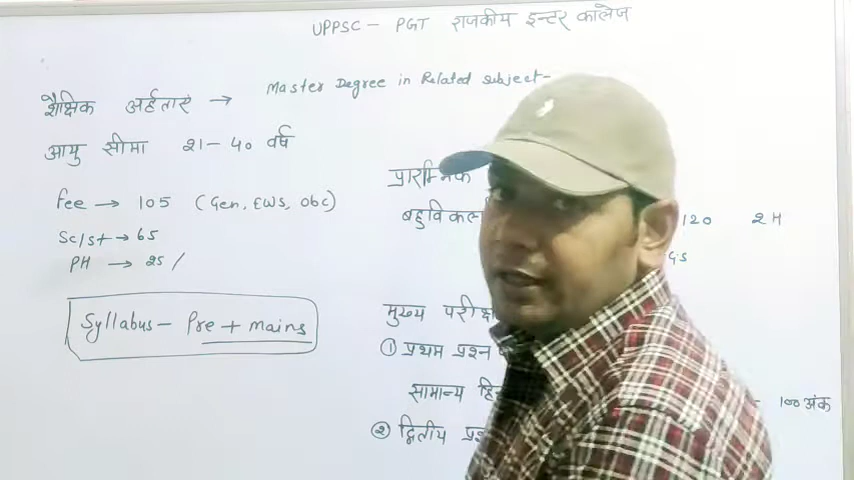 UPPSC - PGT राजकीय इन्टर कालेज
शैक्षिक अर्हताएं → Master Degree in Related subject-
आयु सीमा 21-40 वर्ष
Fee → 105 (Gen, EWS, obc)
Sc/st → 65
PH → 25 /
Syllabus - Pre + mains
प्रारम्भिक
बहुविकल 120 2H
GS
मुख्य परीक्ष
① प्रथम प्रश्न
सामान्य हि - 100 अंक
② द्वितीय प्रश